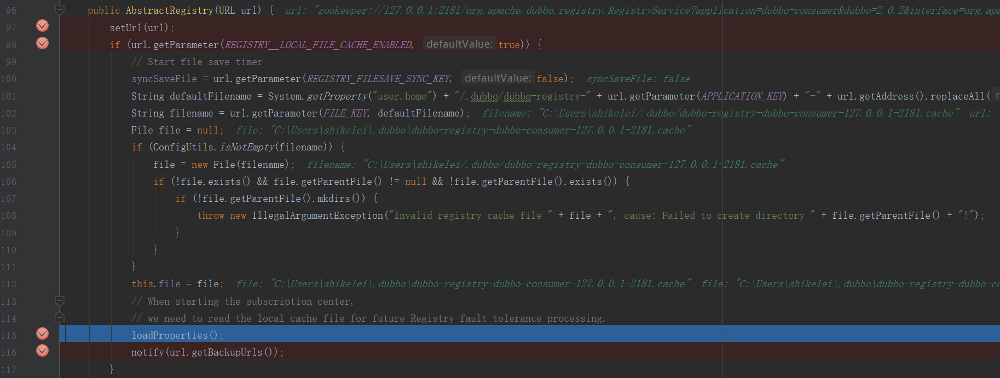 96 public AbstractRegistry(URL url) { url: "zookeeper://127.0.0.1:2181/org.apache.dubbo.registry.RegistryService?application=dubbo-consumer&dubbo=2.0.2&interface=org.apa
97 setUrl(url);
98 if (url.getParameter(REGISTRY__LOCAL_FILE_CACHE_ENABLED, defaultValue: true)) {
99 // Start file save timer
100 syncSaveFile = url.getParameter(REGISTRY_FILESAVE_SYNC_KEY, defaultValue: false); syncSaveFile: false
101 String defaultFilename = System.getProperty("user.home") + "/.dubbo/dubbo-registry-" + url.getParameter(APPLICATION_KEY) + "-" + url.getAddress().replaceAll( r
102 String filename = url.getParameter(FILE_KEY, defaultFilename); filename: "C:\Users\shikelei/.dubbo/dubbo-registry-dubbo-consumer-127.0.0.1-2181.cache" url: "
103 File file = null; file: "C:\Users\shikelei\.dubbo\dubbo-registry-dubbo-consumer-127.0.0.1-2181.cache"
104 if (ConfigUtils.isNotEmpty(filename)) {
105 file = new File(filename); filename: "C:\Users\shikelei/.dubbo/dubbo-registry-dubbo-consumer-127.0.0.1-2181.cache"
106 if (!file.exists() && file.getParentFile() != null && !file.getParentFile().exists()) {
107 if (!file.getParentFile().mkdirs()) {
108 throw new IllegalArgumentException("Invalid registry cache file " + file + ", cause: Failed to create directory " + file.getParentFile() + "!");
109 }
110 }
111 }
112 this.file = file; file: "C:\Users\shikelei\.dubbo\dubbo-registry-dubbo-consumer-127.0.0.1-2181.cache" file: "C:\Users\shikelei\.dubbo\dubbo-registry-dubbo-co
113 // When starting the subscription center,
114 // we need to read the local cache file for future Registry fault tolerance processing.
115 loadProperties();
116 notify(url.getBackupUrls());
117 }